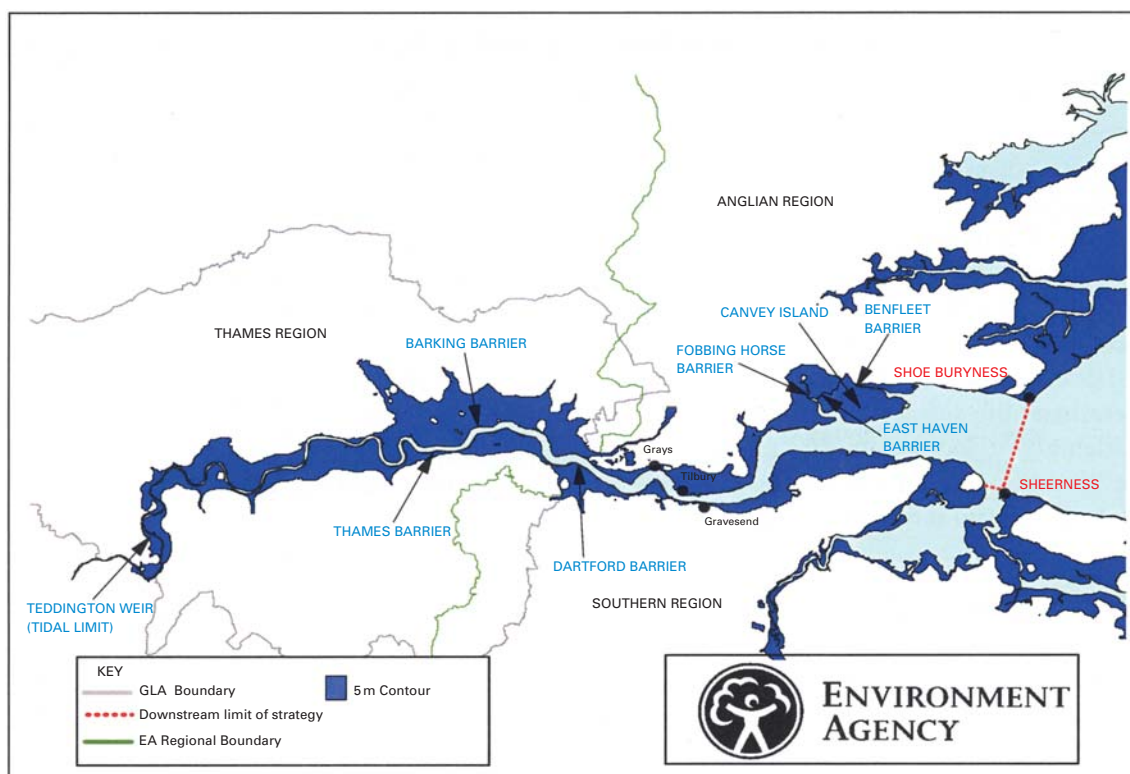 ANGLIAN REGION
THAMES REGION
BARKING BARRIER
CANVEY ISLAND
BENFLEET
BARRIER
FOBBING HORSE
BARRIER
SHOE BURYNESS
EAST HAVEN
BARRIER
Grays
Tilbury
SHEERNESS
Gravesend
THAMES BARRIER
DARTFORD BARRIER
TEDDINGTON WEIR
(TIDAL LIMIT)
SOUTHERN REGION
KEY
GLA Boundary
5 m Contour
Downstream limit of strategy
EA Regional Boundary
ENVIRONMENT
AGENCY